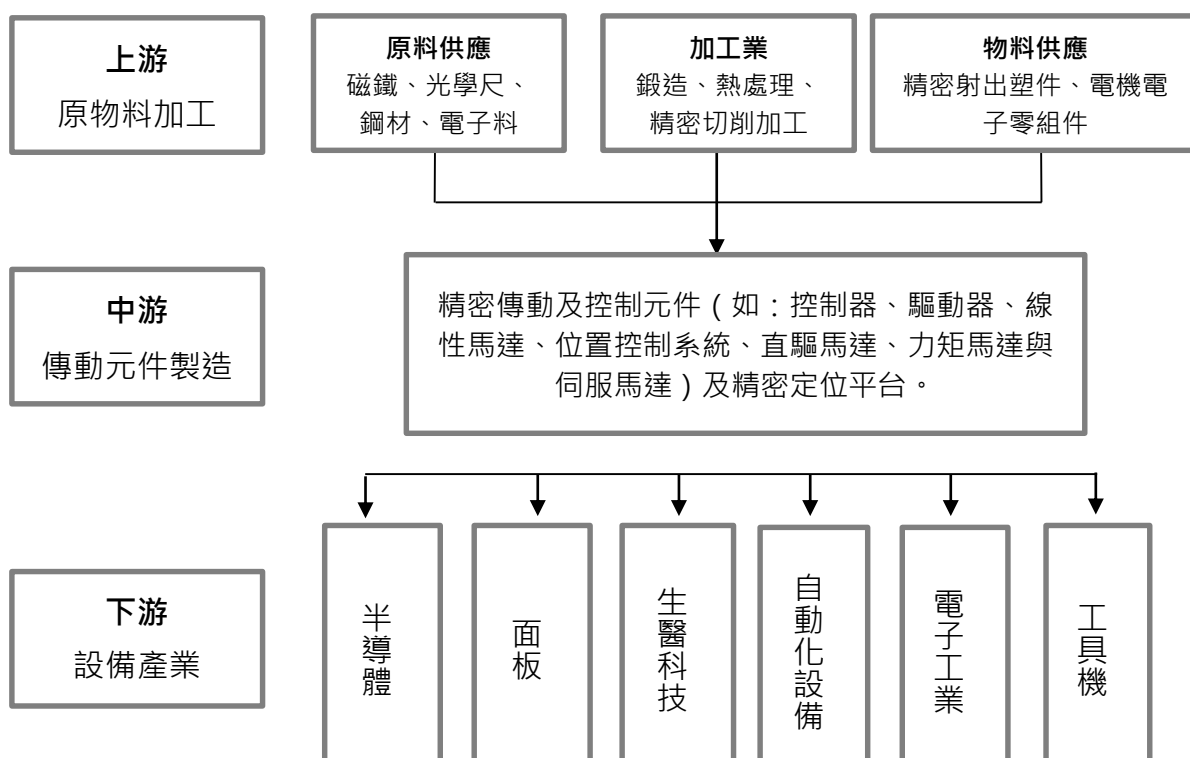 上游
原物料加工
原料供應
磁鐵、光學尺、
鋼材、電子料
加工業
鍛造、熱處理、
精密切削加工
物料供應
精密射出塑件、電機電
子零組件
中游
傳動元件製造
精密傳動及控制元件（如：控制器、驅動器、線
性馬達、位置控制系統、直驅馬達、力矩馬達與
伺服馬達）及精密定位平台。
下游
設備產業
半導體
面板
生醫科技
自動化設備
電子工業
工具機